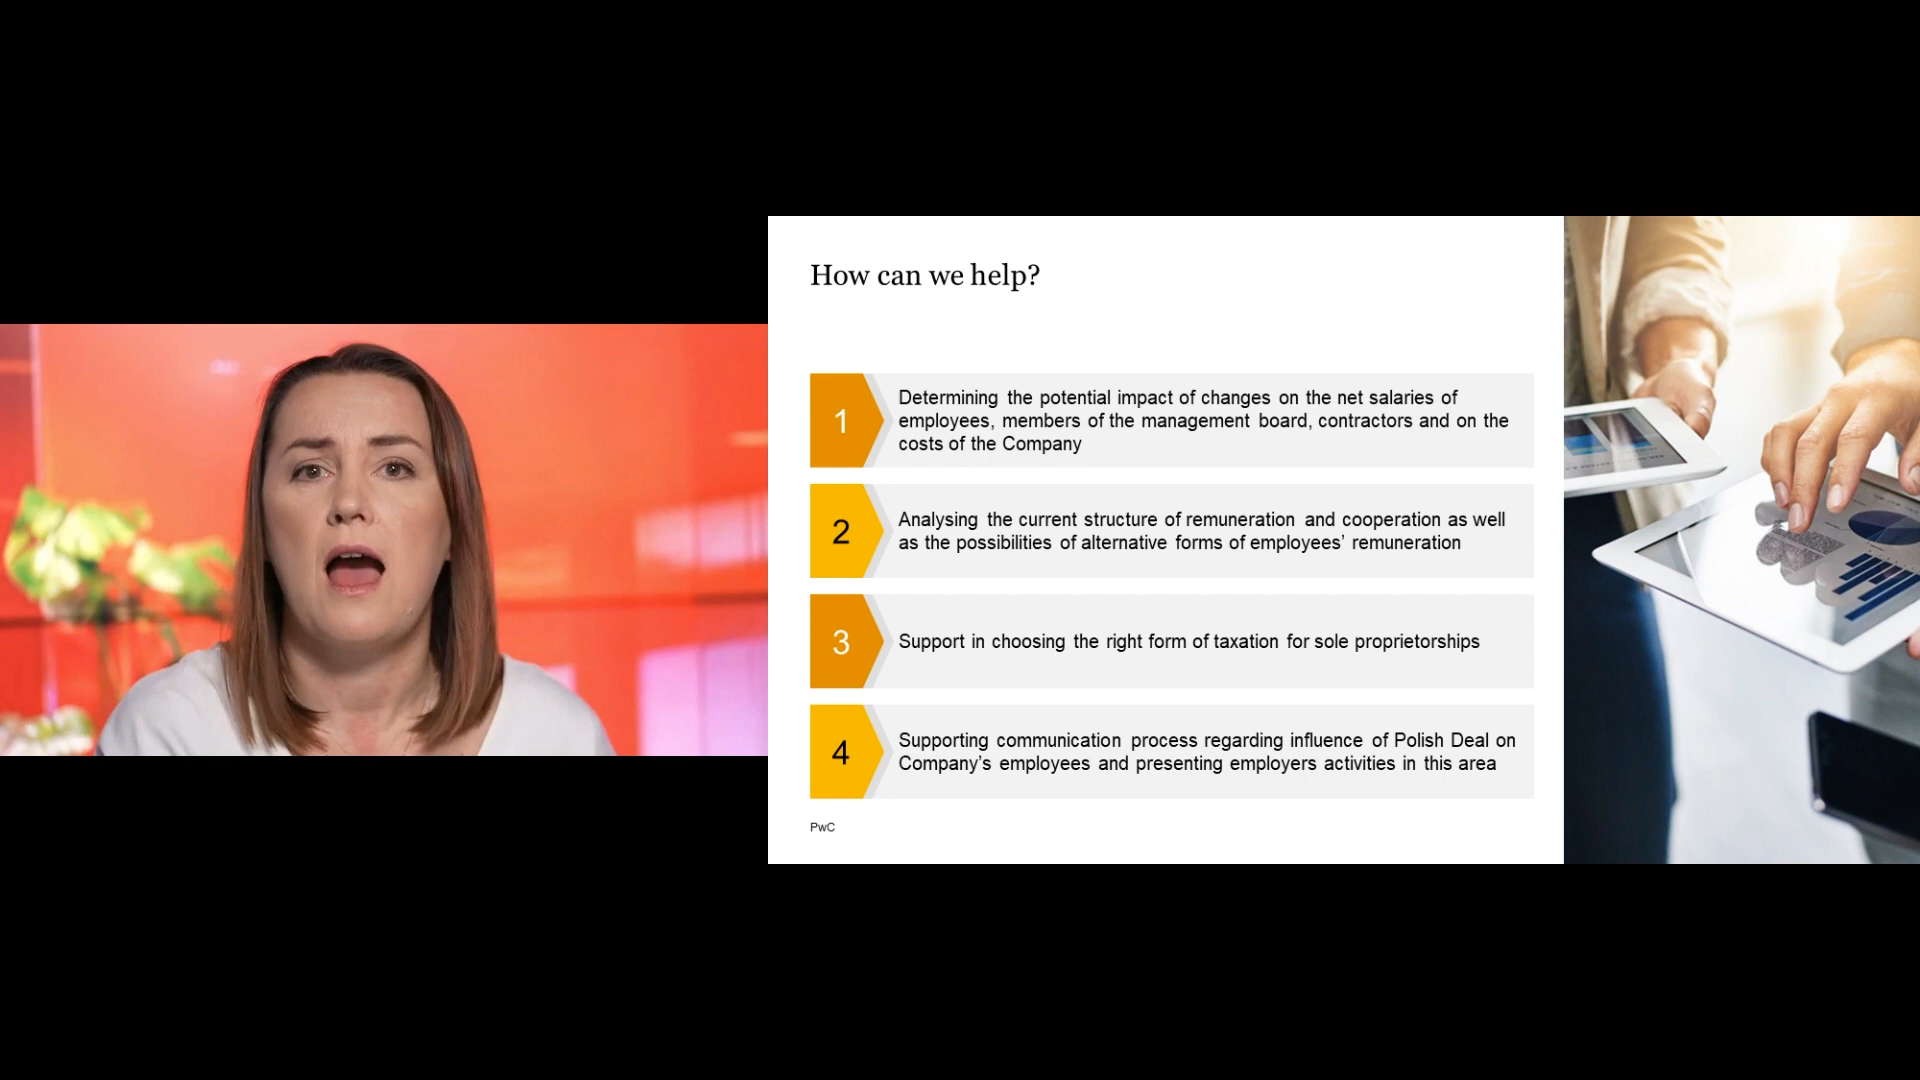 How can we help?
1
Determining the potential impact of changes on the net salaries of
employees, members of the management board, contractors and on the
costs of the Company
2
Analysing the current structure of remuneration and cooperation as well
as the possibilities of alternative forms of employees’ remuneration
3
Support in choosing the right form of taxation for sole proprietorships
4
Supporting communication process regarding influence of Polish Deal on
Company’s employees and presenting employers activities in this area
PwC